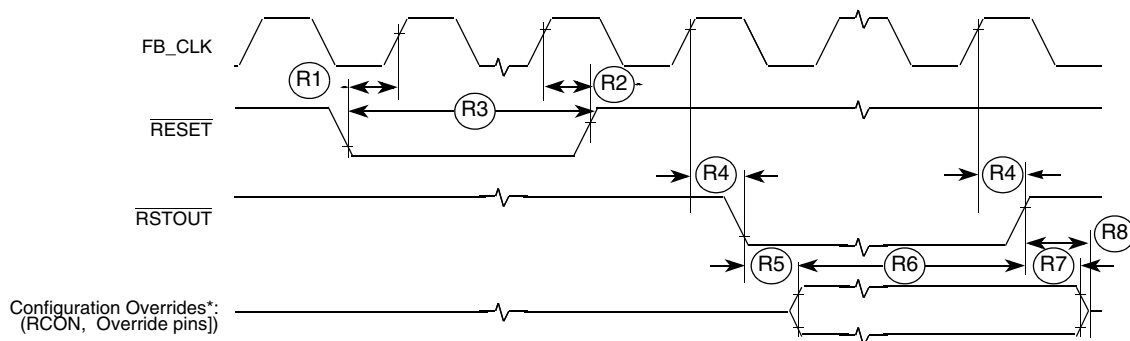 FB_CLK
R1
R2
R3
RESET
R4
R4
RSTOUT
R8
R5
R6
R7
Configuration Overrides*:
(RCON, Override pins])